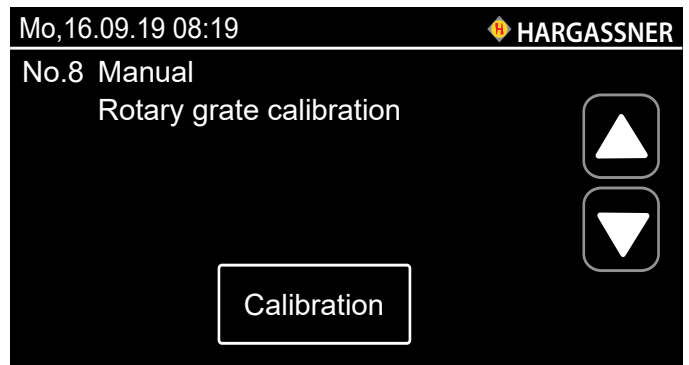 Mo,16.09.19 08:19 HARGASSNER
No.8 Manual
Rotary grate calibration
Calibration